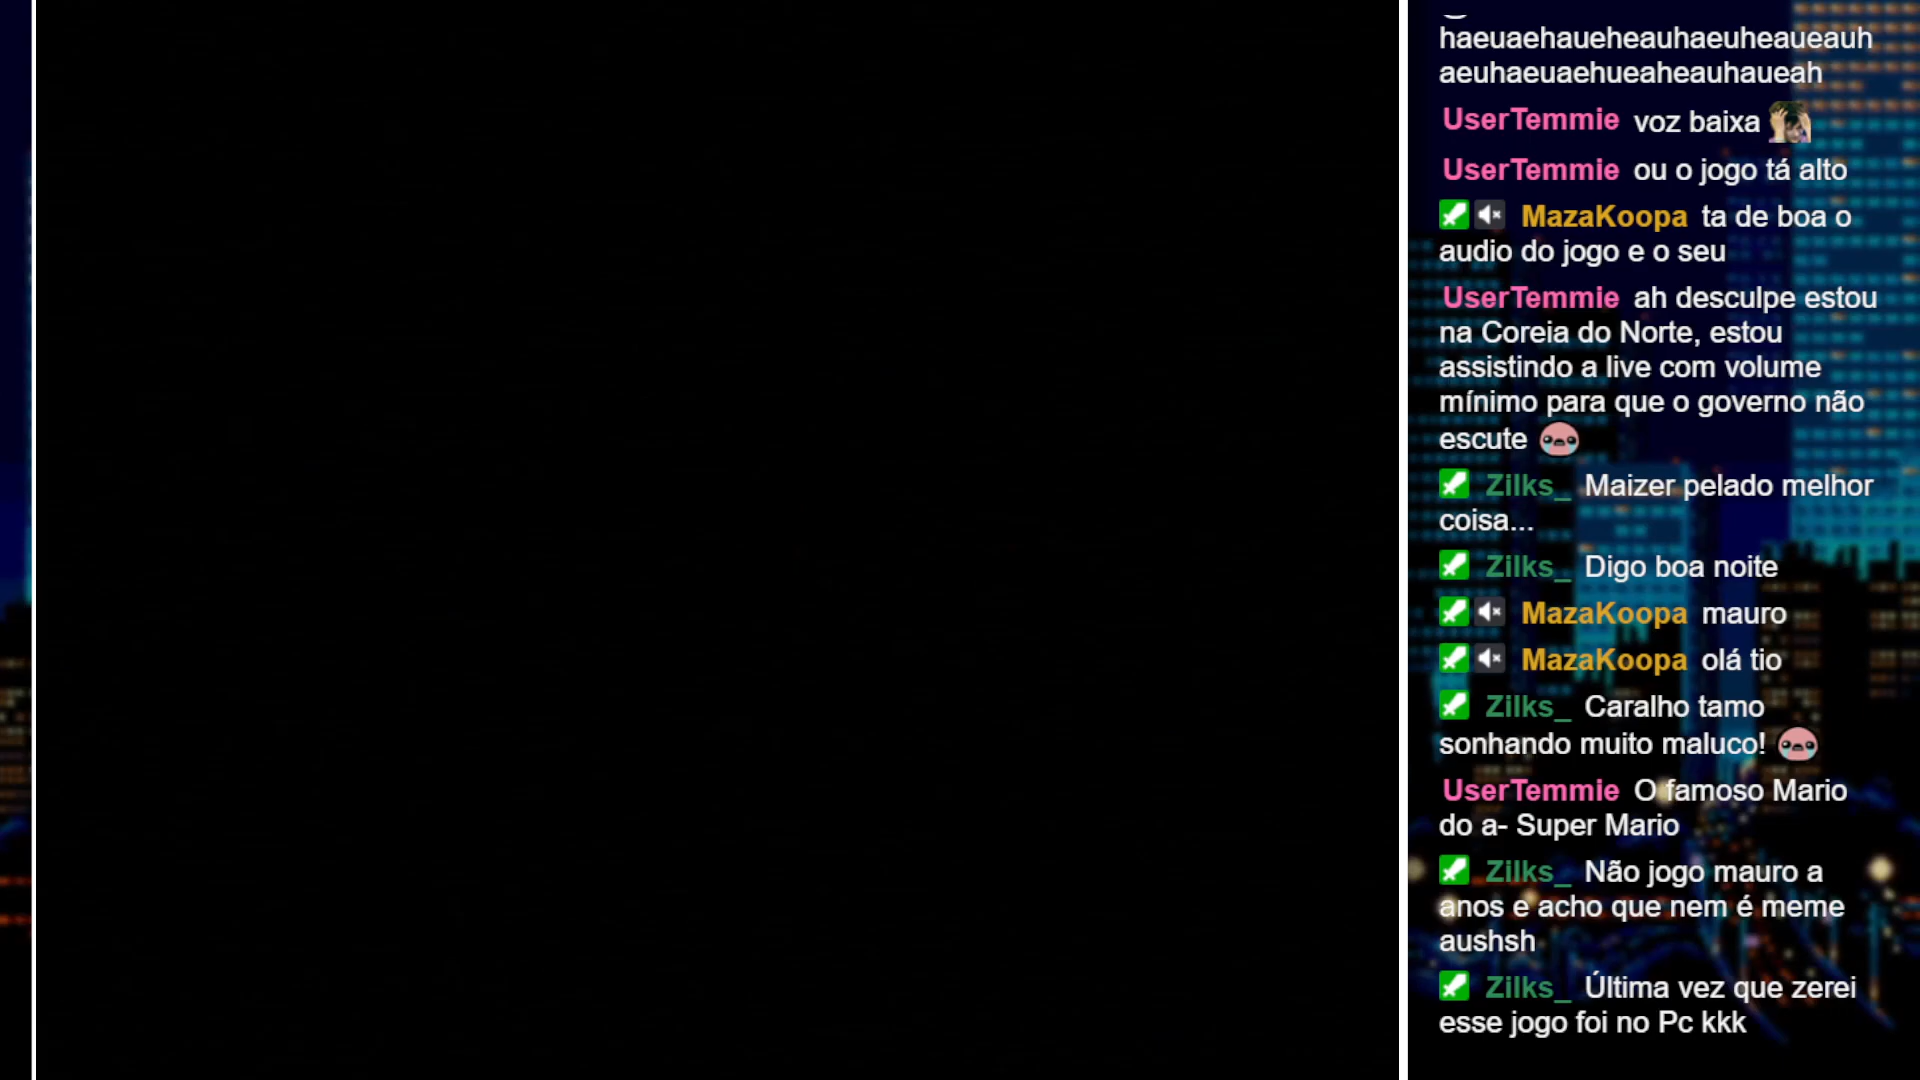 haeuaehaueheauhaeuheaueauh
aeuhaeuaehueaheauhaueah
UserTemmie voz baixa
UserTemmie ou o jogo tá alto
MazaKoopa ta de boa o
audio do jogo e o seu
UserTemmie ah desculpe estou
na Coreia do Norte, estou
assistindo a live com volume
mínimo para que o governo não
escute
Zilks_ Maizer pelado melhor
coisa...
Zilks_ Digo boa noite
MazaKoopa mauro
MazaKoopa olá tio
Zilks_ Caralho tamo
sonhando muito maluco!
UserTemmie O famoso Mario
do a- Super Mario
Zilks_ Não jogo mauro a
anos e acho que nem é meme
aushsh
Zilks_ Última vez que zerei
esse jogo foi no Pc kkk